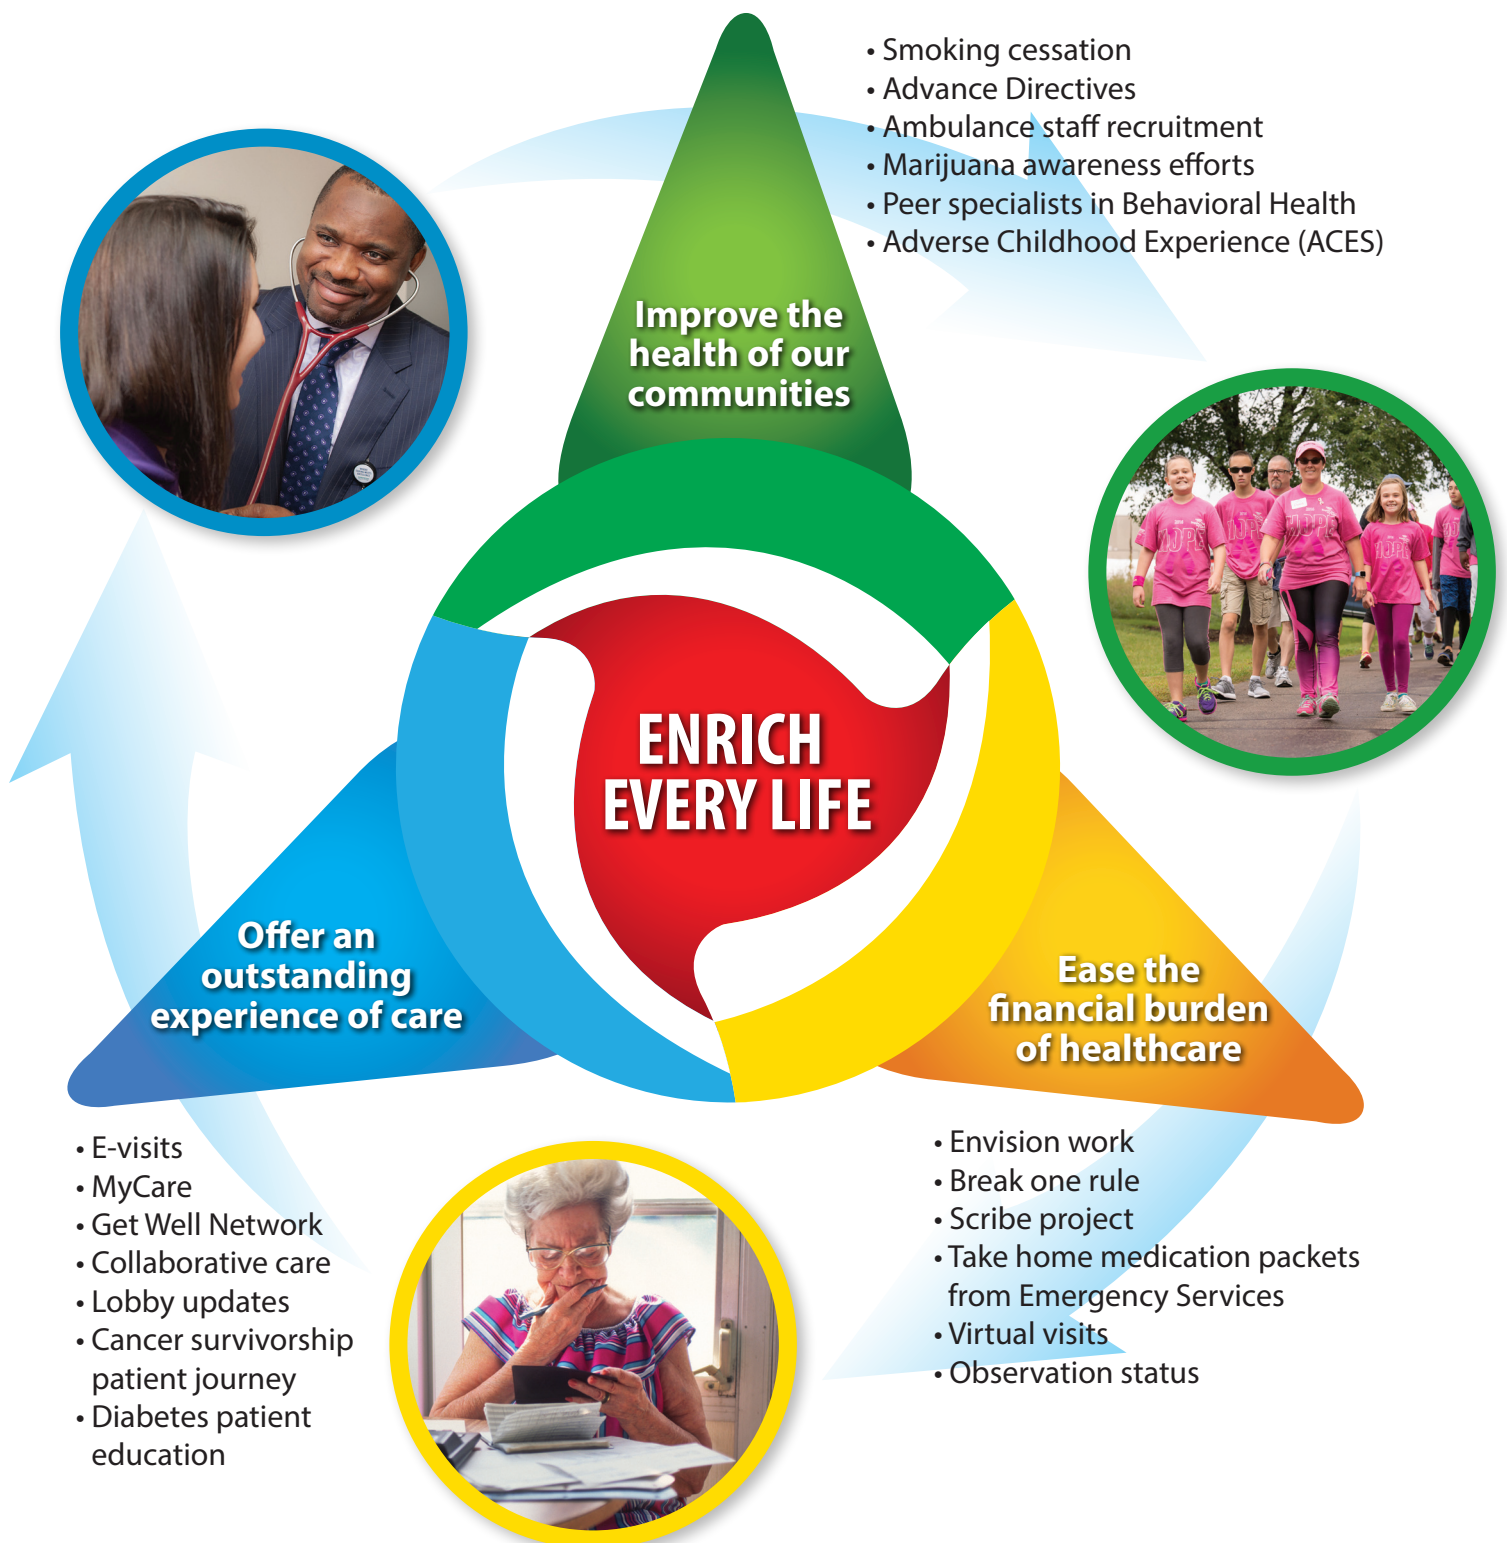 • Smoking cessation
• Advance Directives
• Ambulance staff recruitment
• Marijuana awareness efforts
• Peer specialists in Behavioral Health
• Adverse Childhood Experience (ACES)
Improve the
health of our
communities
HOPE
HOPE
HOPE
ENRICH
EVERY LIFE
Offer an
outstanding
experience of care
Ease the
financial burden
of healthcare
• E-visits
• MyCare
• Get Well Network
• Collaborative care
• Lobby updates
• Cancer survivorship
patient journey
• Diabetes patient
education
• Envision work
• Break one rule
• Scribe project
• Take home medication packets
from Emergency Services
• Virtual visits
• Observation status